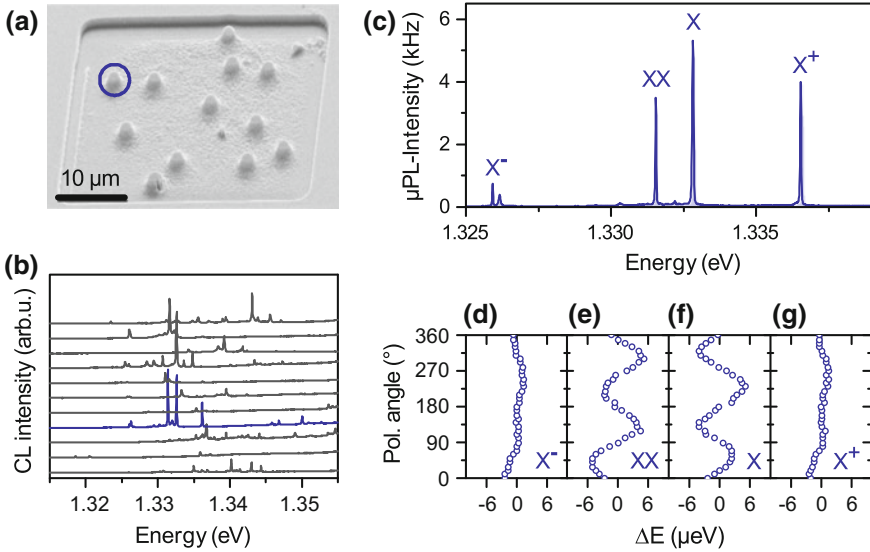 (a)
10 μm
(b)
CL intensity (arb.u.)
1.32 1.33 1.34 1.35
Energy (eV)
(c)
μPL-Intensity (kHz)
6
4
2
0
X⁻
XX
X
X⁺
1.325 1.330 1.335
Energy (eV)
(d) (e) (f) (g)
Pol. angle (°)
360
270
180
90
0
X⁻ XX X X⁺
-6 0 6 -6 0 6 -6 0 6 -6 0 6
ΔE (μeV)